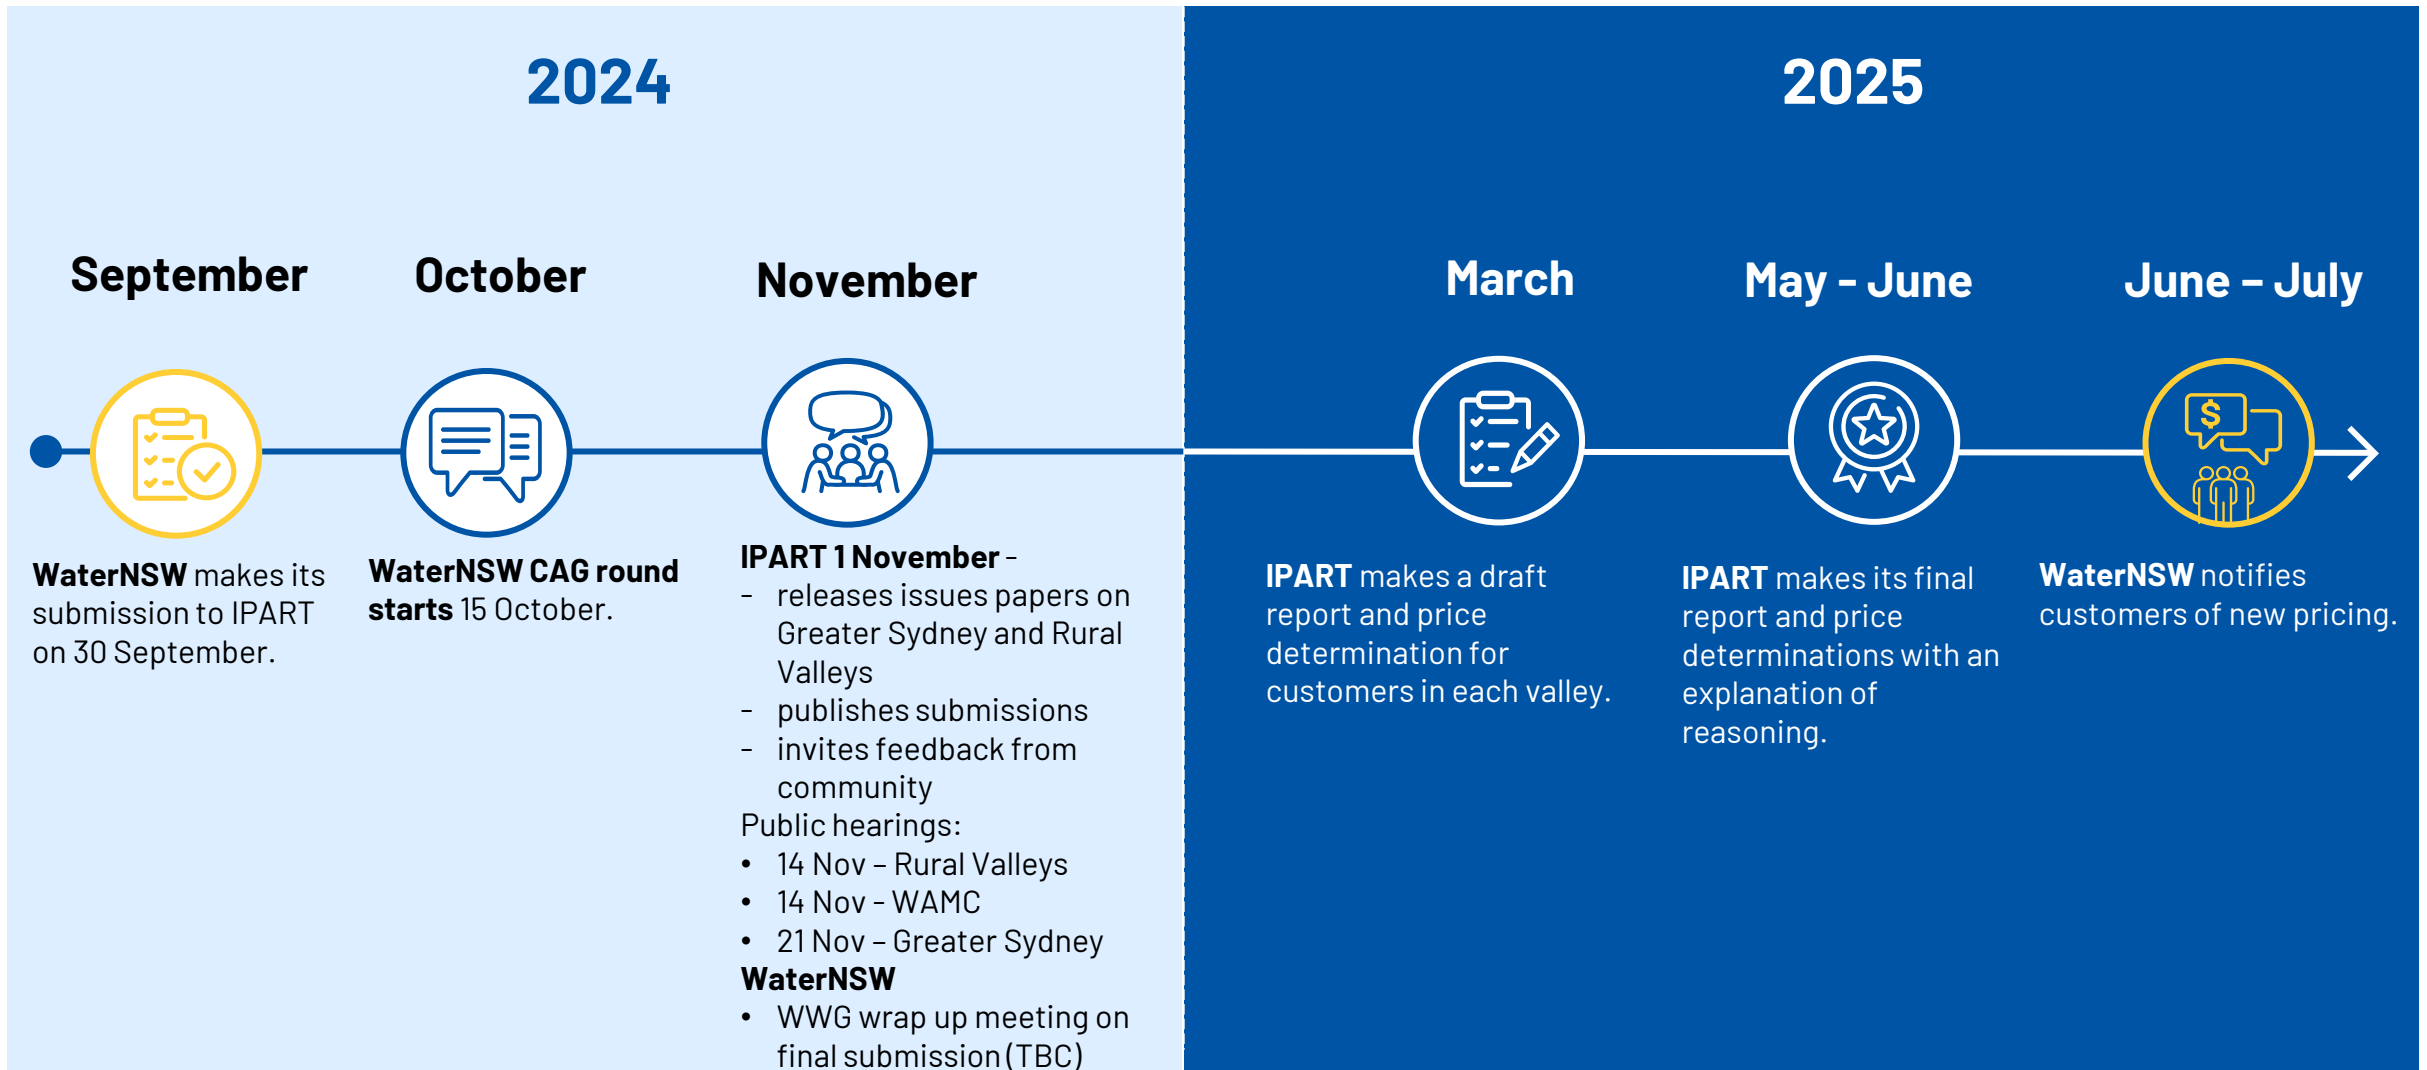 2024
September
WaterNSW makes its
submission to IPART
on 30 September.
October
WaterNSW CAG round
starts 15 October.
November
IPART 1 November -
- releases issues papers on
Greater Sydney and Rural
Valleys
- publishes submissions
- invites feedback from
community
Public hearings:
• 14 Nov – Rural Valleys
• 14 Nov - WAMC
• 21 Nov – Greater Sydney
WaterNSW
• WWG wrap up meeting on
final submission (TBC)
2025
March
IPART makes a draft
report and price
determination for
customers in each valley.
May - June
IPART makes its final
report and price
determinations with an
explanation of
reasoning.
June – July
$
WaterNSW notifies
customers of new pricing.